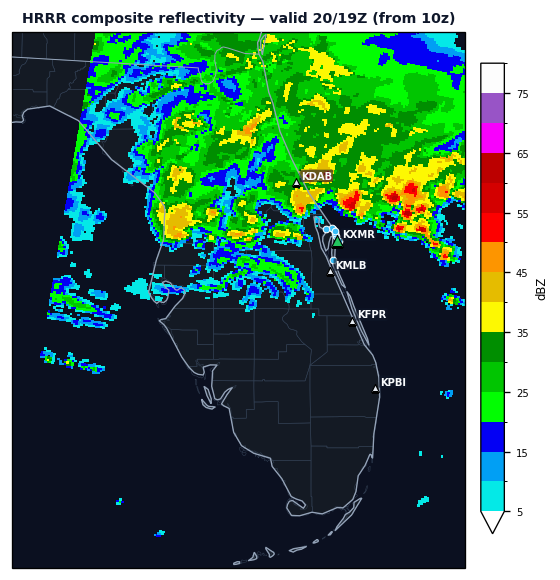 HRRR composite reflectivity — valid 20/19Z (from 10z)
KDAB
KXMR
KMLB
KFPR
KPBI
75
65
55
45
35
25
15
5
dBZ